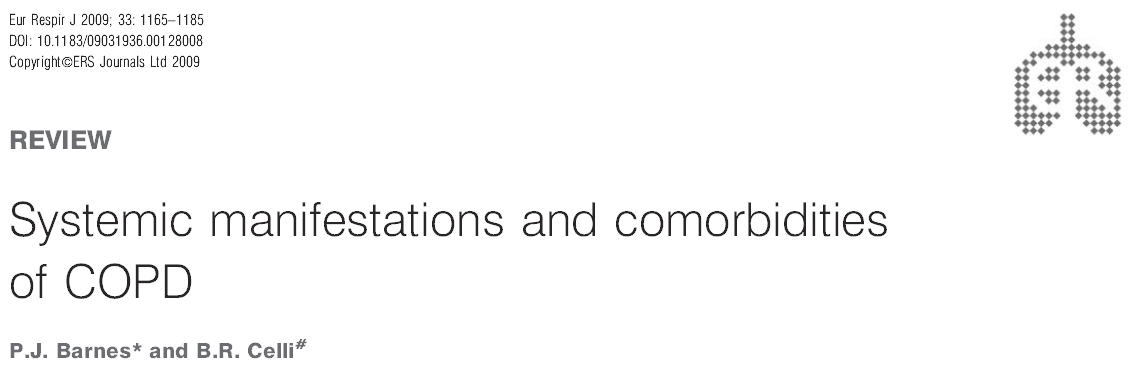 Eur Respir J 2009; 33: 1165–1185
DOI: 10.1183/09031936.00128008
Copyright©ERS Journals Ltd 2009
REVIEW
Systemic manifestations and comorbidities
of COPD
P.J. Barnes* and B.R. Celli#